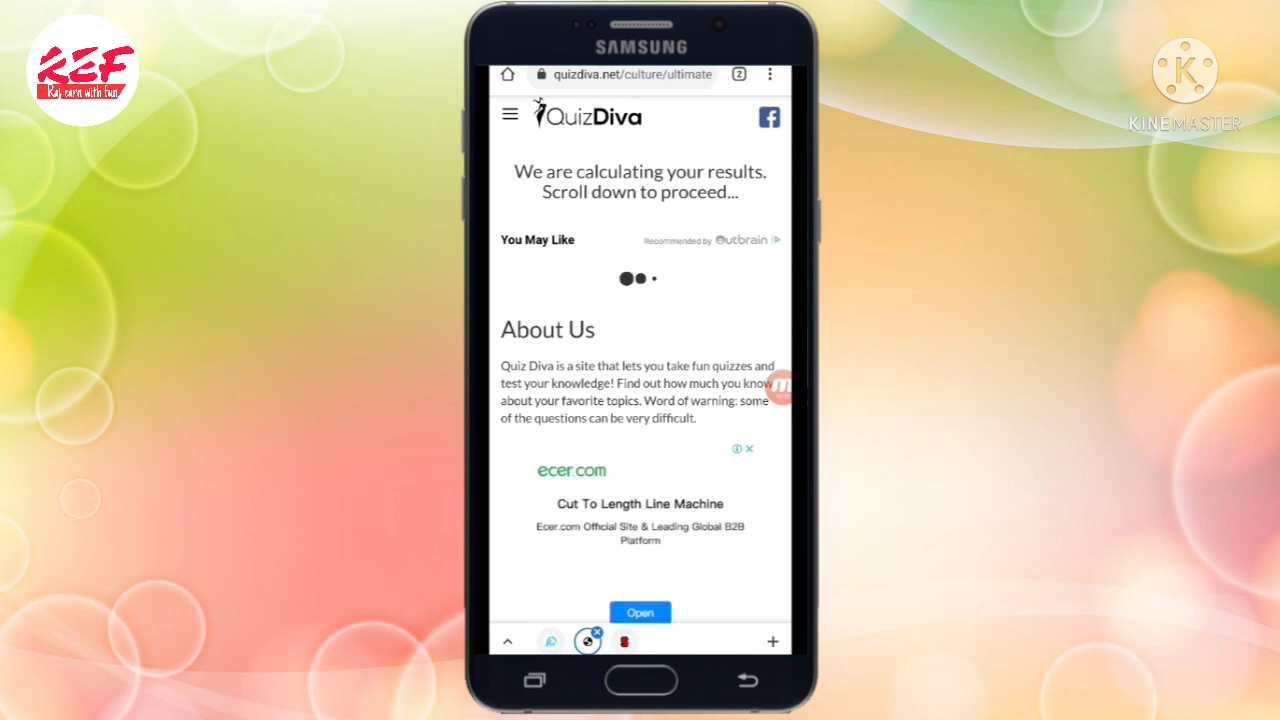 KEF
Raj earn with fun
K
KINEMASTER
SAMSUNG
quizdiva.net/culture/ultimate
2
QuizDiva
f
We are calculating your results.
Scroll down to proceed...
You May Like
Recommended by Outbrain
About Us
Quiz Diva is a site that lets you take fun quizzes and
test your knowledge! Find out how much you know
about your favorite topics. Word of warning: some
of the questions can be very difficult.
ecer.com
Cut To Length Line Machine
Ecer.com Official Site & Leading Global B2B
Platform
Open